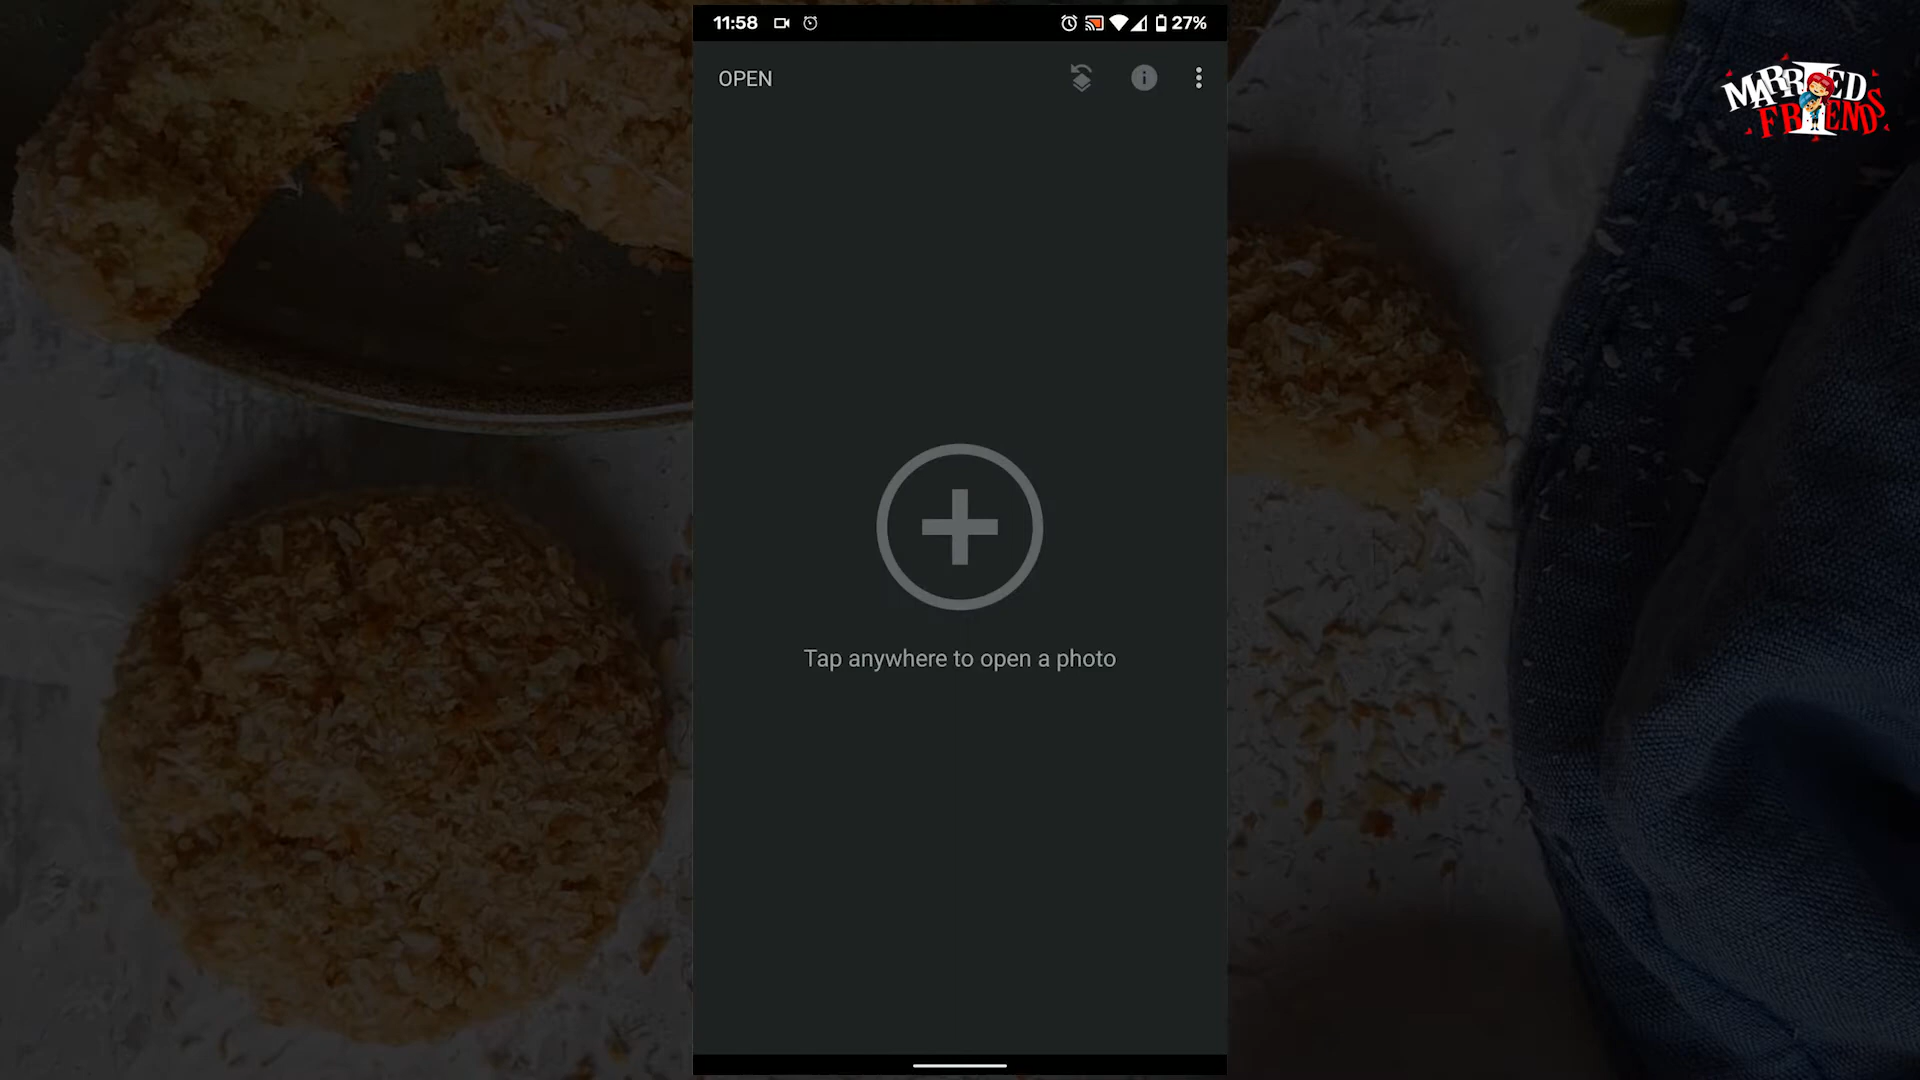 11:58
27%
OPEN
Tap anywhere to open a photo
MARRIED
FRIENDS